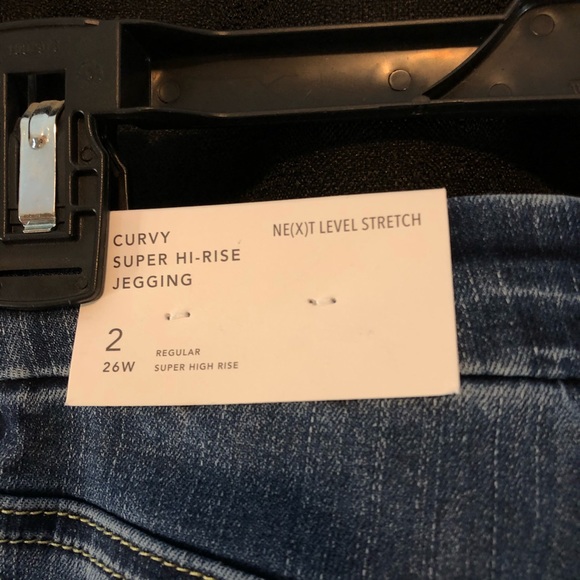 CURVY
SUPER HI-RISE
JEGGING
NE(X)T LEVEL STRETCH
2
26W
REGULAR
SUPER HIGH RISE